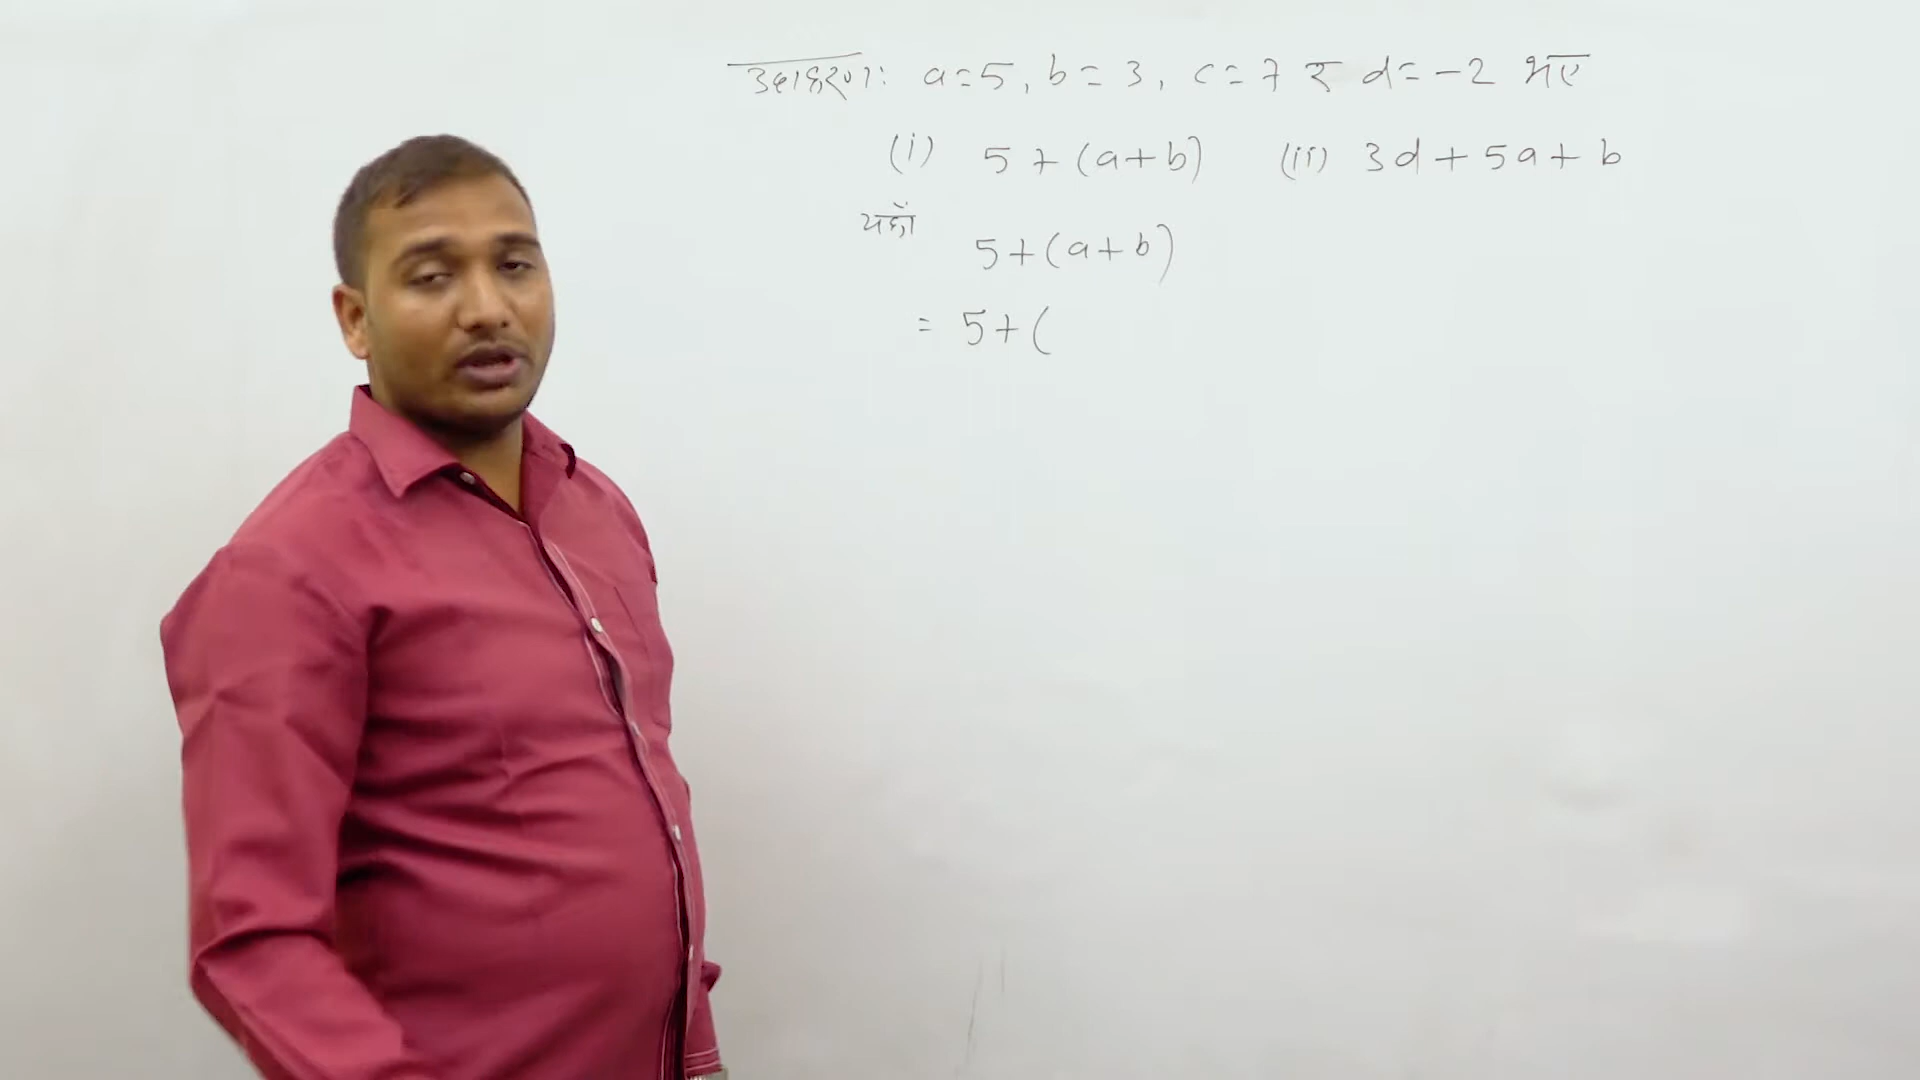 उदाहरण: a=5, b=3, c=7 र d=-2 भए
(i) 5+(a+b) (ii) 3d+5a+b
यहाँ 5+(a+b)
= 5+(